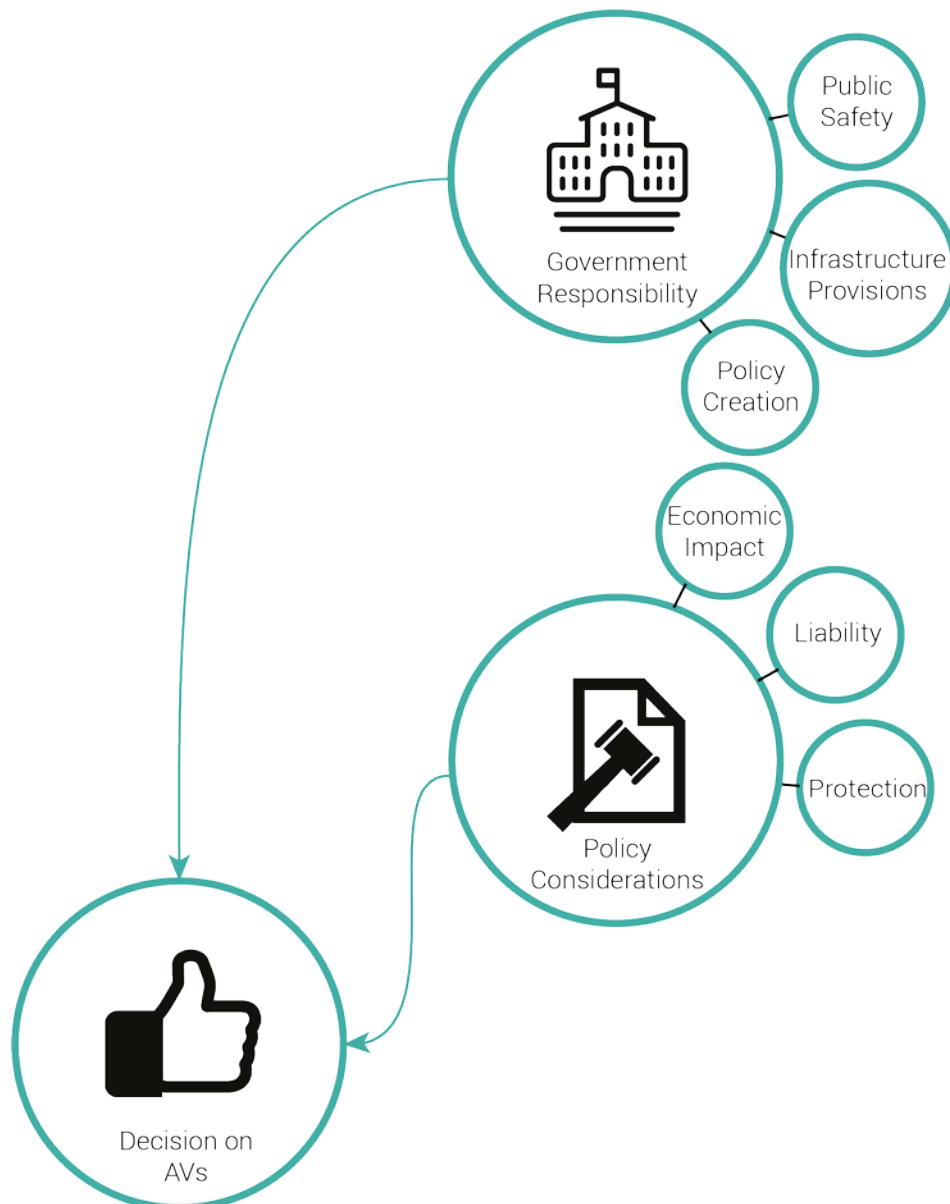 Public
Safety
Government
Responsibility
Infrastructure
Provisions
Policy
Creation
Economic
Impact
Liability
Protection
Policy
Considerations
Decision on
AVs